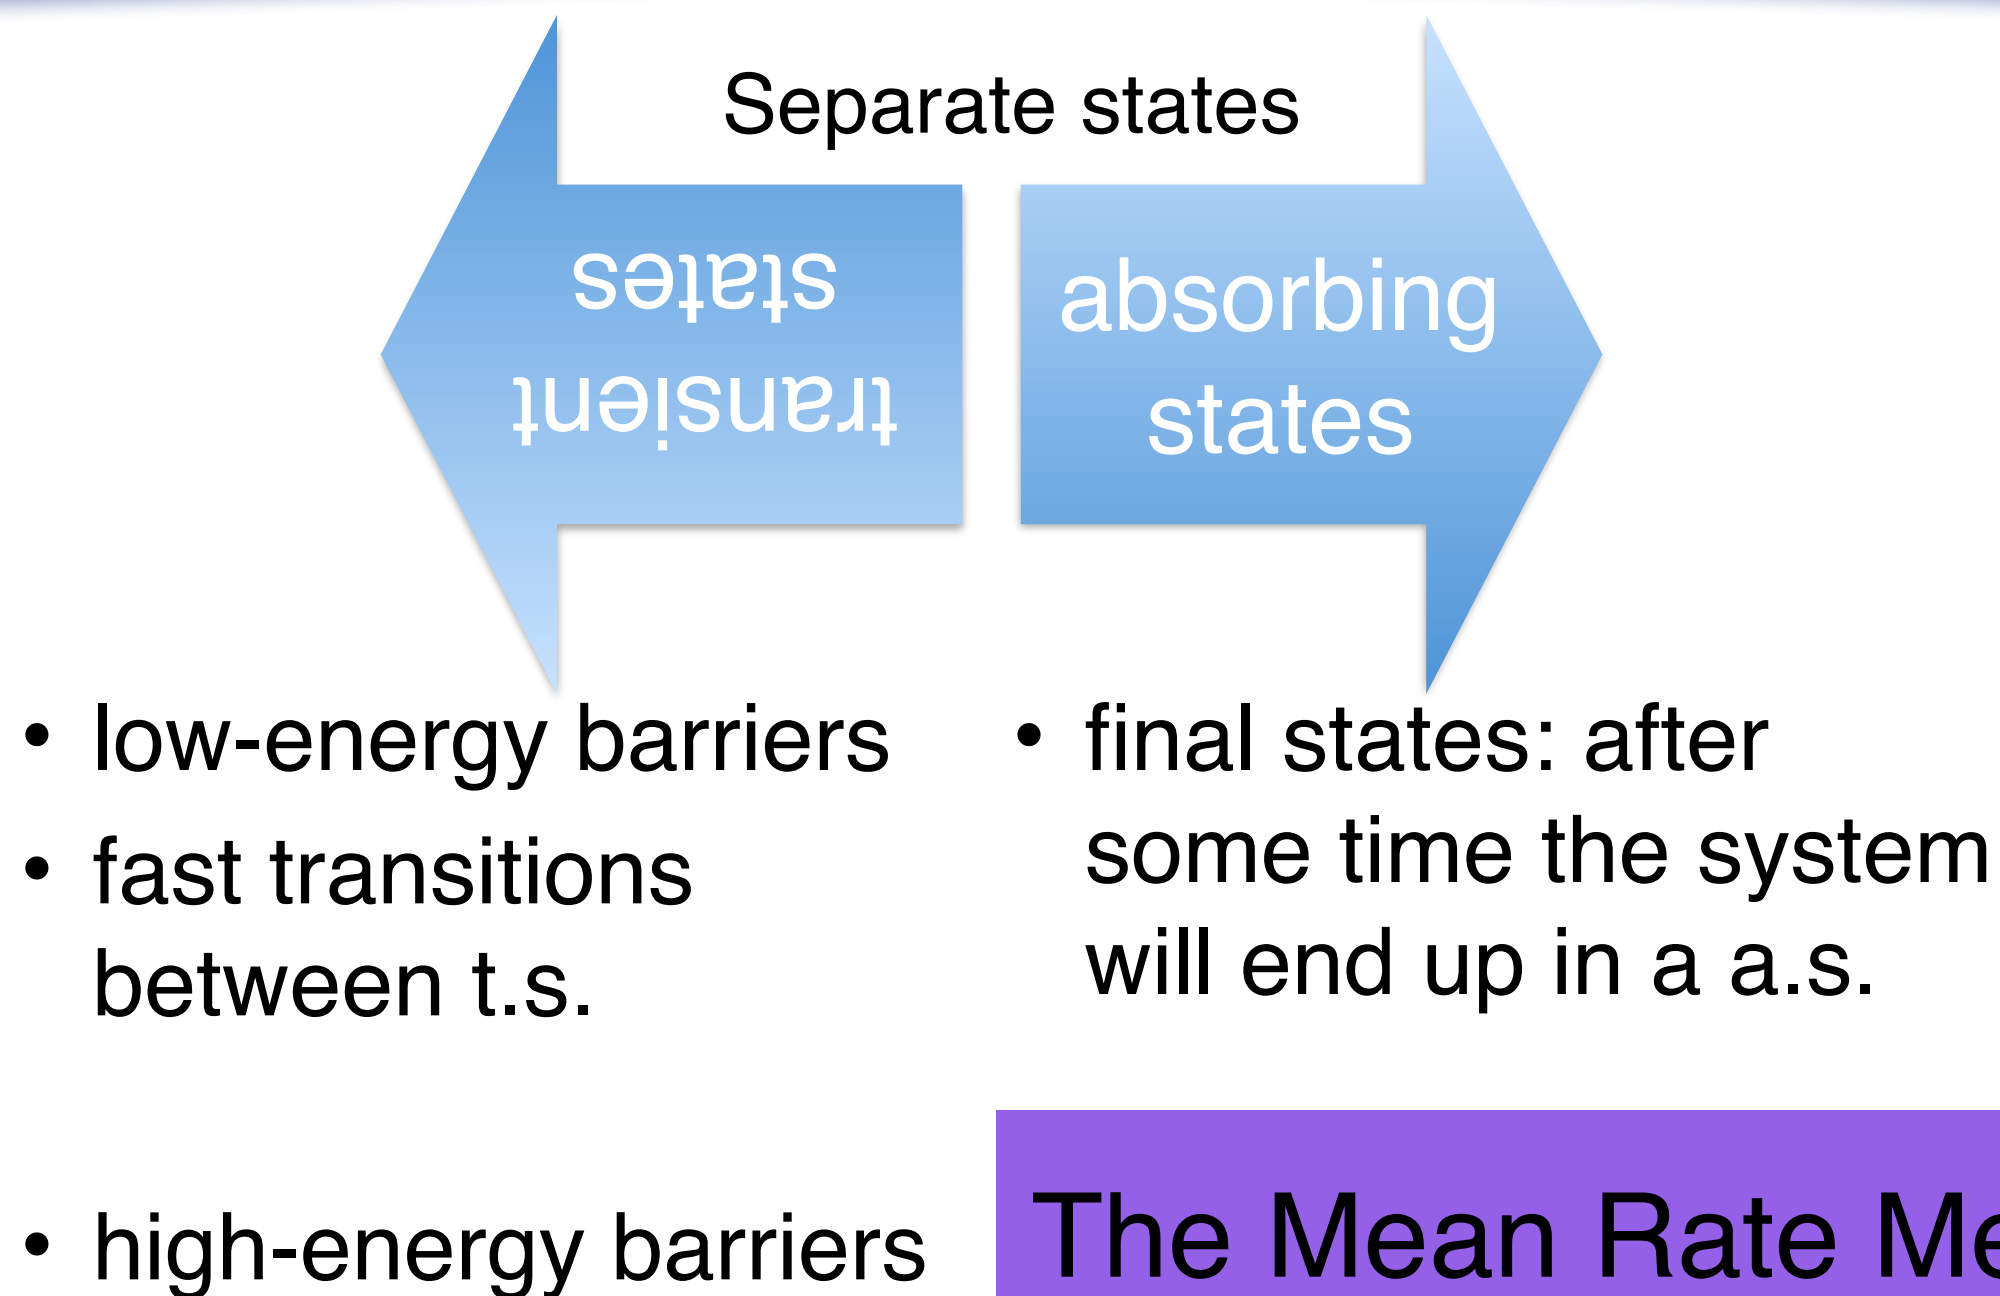 Separate states
transient
states
absorbing
states
• low-energy barriers
• fast transitions
between t.s.
• high-energy barriers
• final states: after
some time the system
will end up in a a.s.
The Mean Rate Me